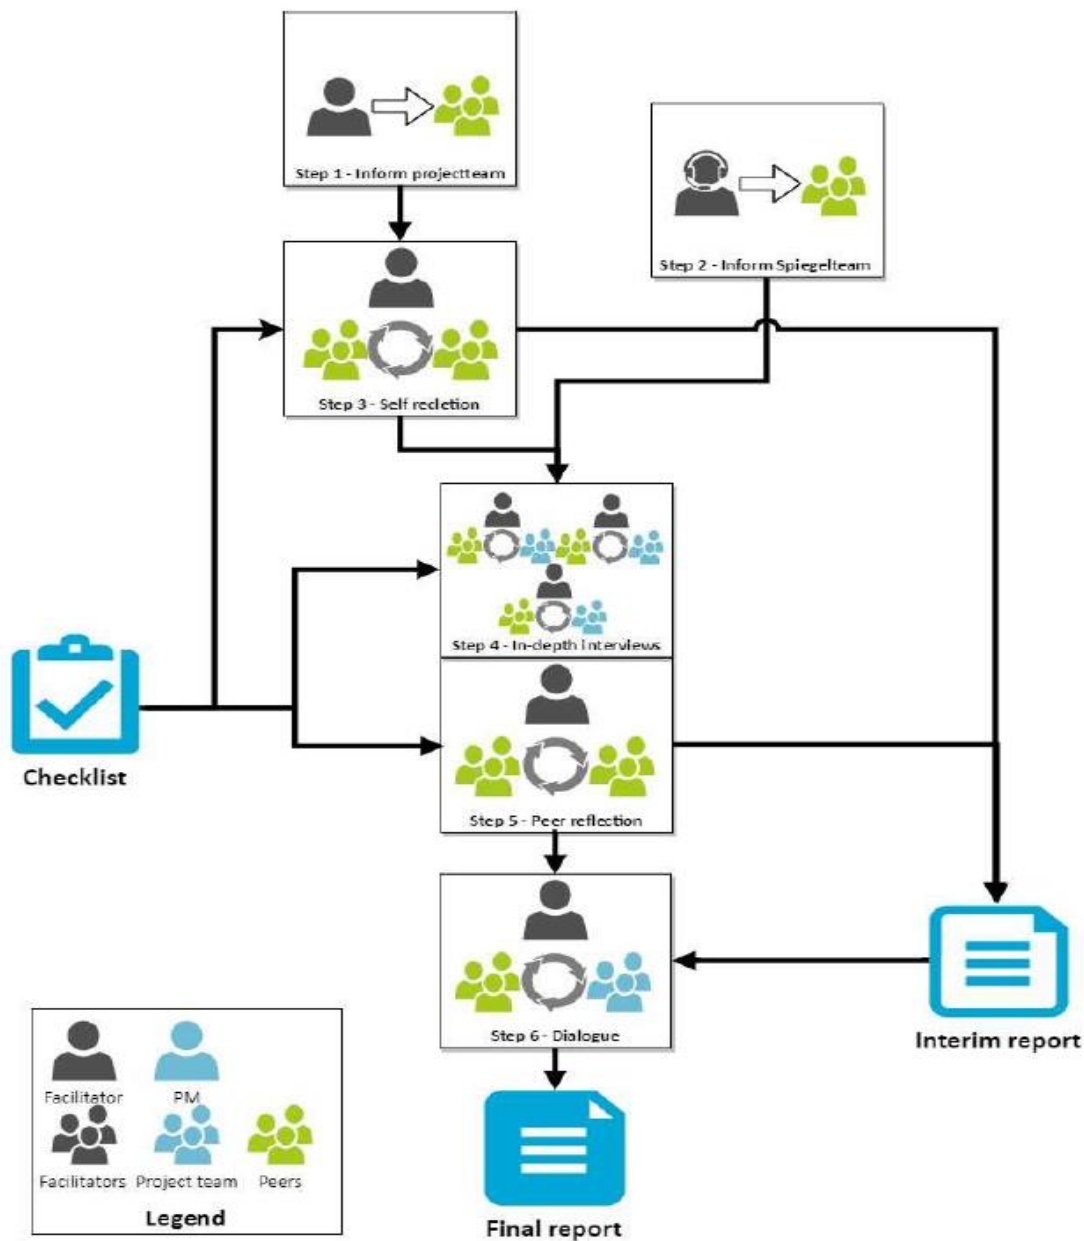 Step 1 - Inform projectteam
Step 2 - Inform Spiegelteam
Step 3 - Self recletion
Step 4 - In-depth interviews
Checklist
Step 5 - Peer reflection
Step 6 - Dialogue
Interim report
Facilitator PM
Facilitators Project team Peers
Legend
Final report